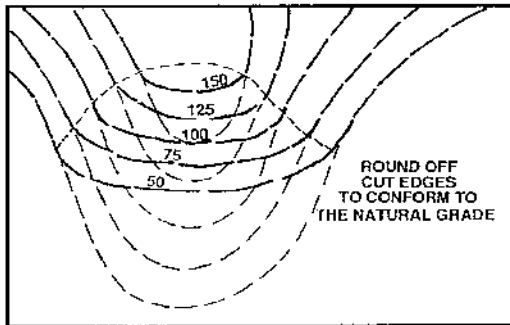 150
125
100
75
50
ROUND OFF
CUT EDGES
TO CONFORM TO
THE NATURAL GRADE